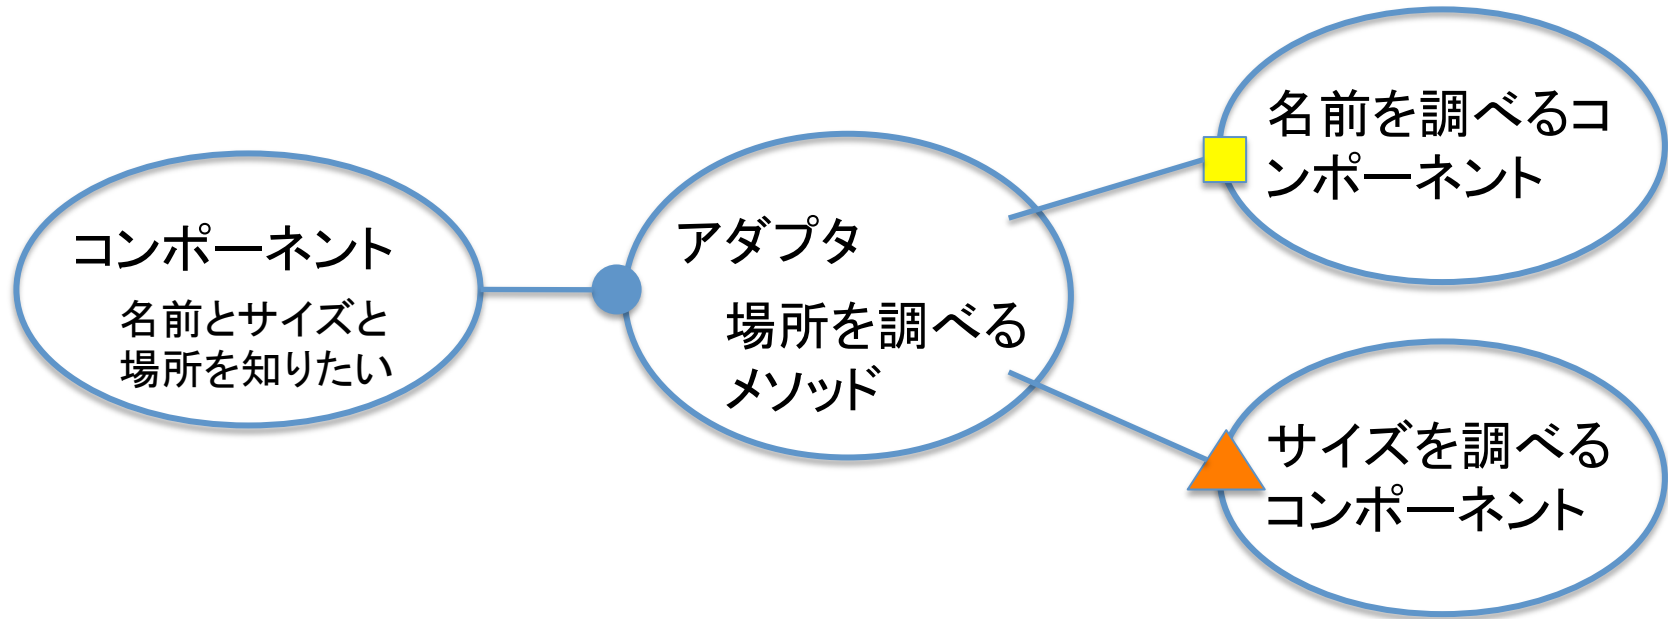 コンポーネント
名前とサイズと
場所を知りたい
アダプタ
場所を調べる
メソッド
名前を調べるコ
ンポーネント
サイズを調べる
コンポーネント